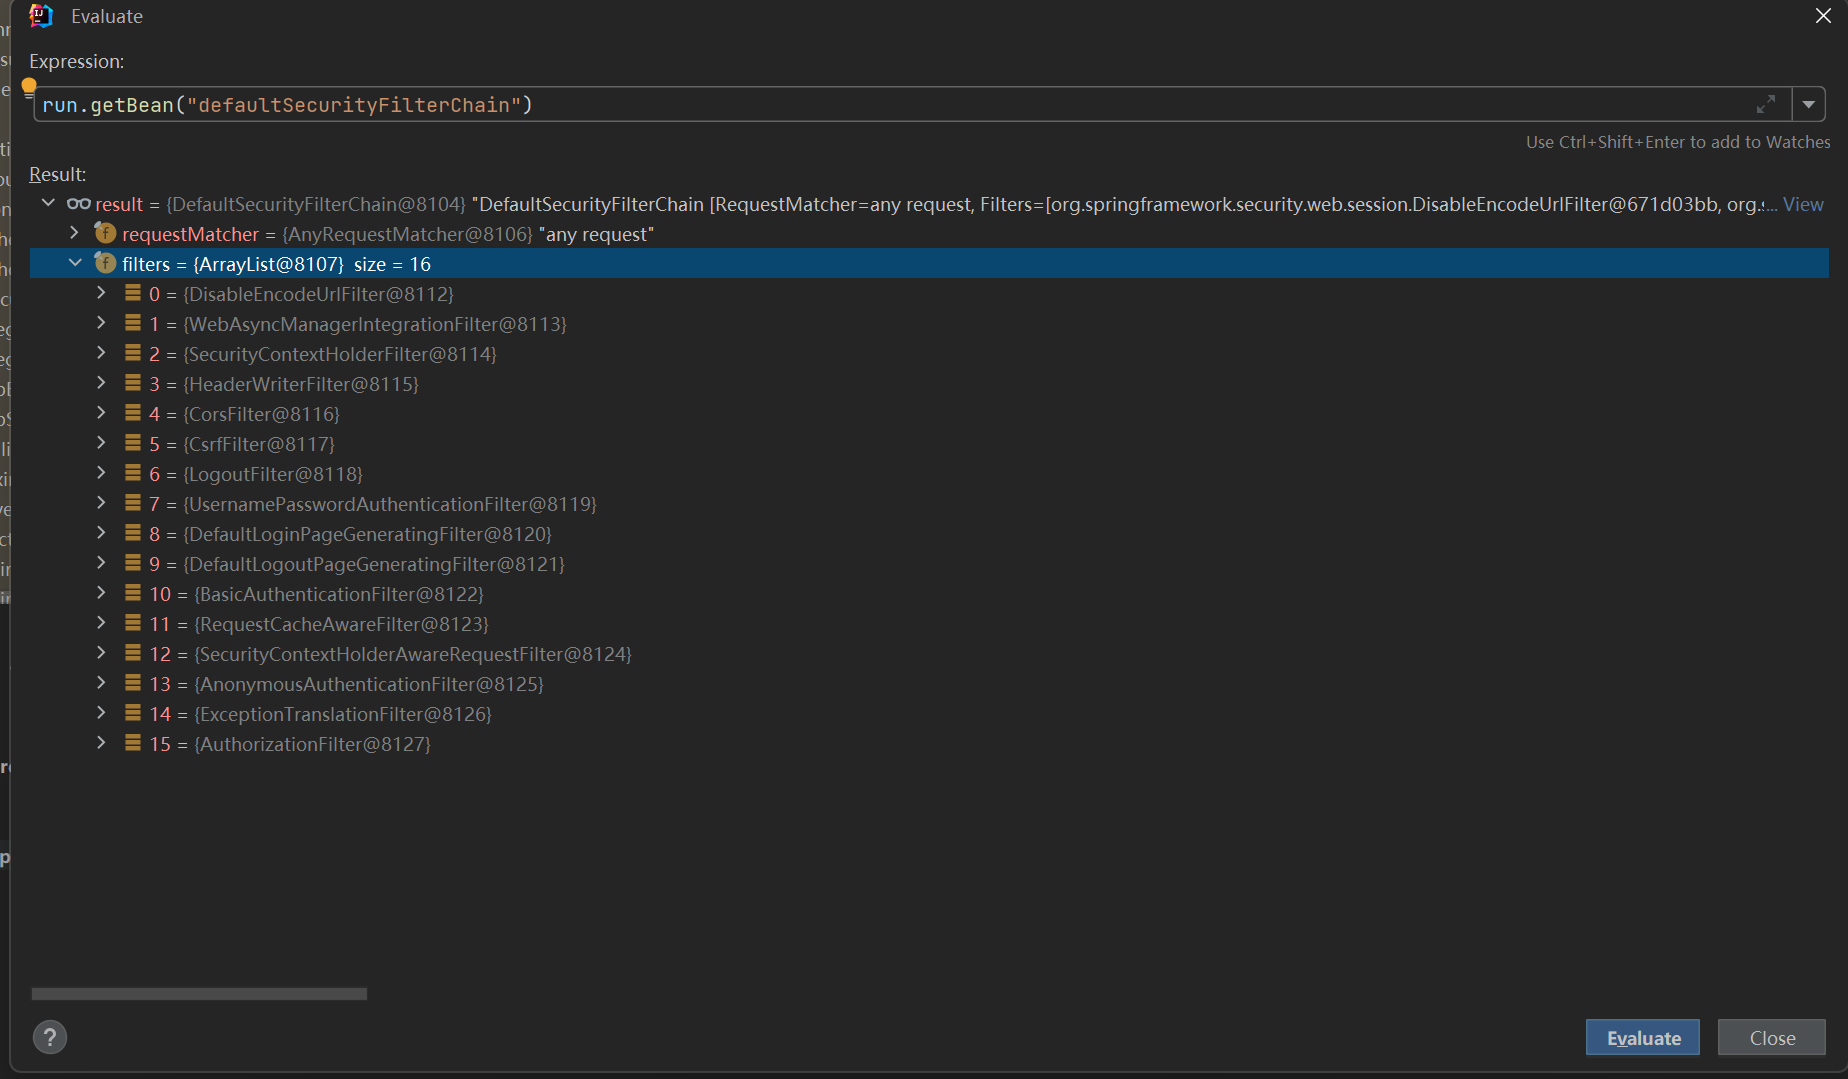 Evaluate
Expression:
run.getBean("defaultSecurityFilterChain")
Use Ctrl+Shift+Enter to add to Watches
Result:
result = {DefaultSecurityFilterChain@8104} "DefaultSecurityFilterChain [RequestMatcher=any request, Filters=[org.springframework.security.web.session.DisableEncodeUrlFilter@671d03bb, org.s... View
requestMatcher = {AnyRequestMatcher@8106} "any request"
filters = {ArrayList@8107} size = 16
0 = {DisableEncodeUrlFilter@8112}
1 = {WebAsyncManagerIntegrationFilter@8113}
2 = {SecurityContextHolderFilter@8114}
3 = {HeaderWriterFilter@8115}
4 = {CorsFilter@8116}
5 = {CsrfFilter@8117}
6 = {LogoutFilter@8118}
7 = {UsernamePasswordAuthenticationFilter@8119}
8 = {DefaultLoginPageGeneratingFilter@8120}
9 = {DefaultLogoutPageGeneratingFilter@8121}
10 = {BasicAuthenticationFilter@8122}
11 = {RequestCacheAwareFilter@8123}
12 = {SecurityContextHolderAwareRequestFilter@8124}
13 = {AnonymousAuthenticationFilter@8125}
14 = {ExceptionTranslationFilter@8126}
15 = {AuthorizationFilter@8127}
?
Evaluate
Close